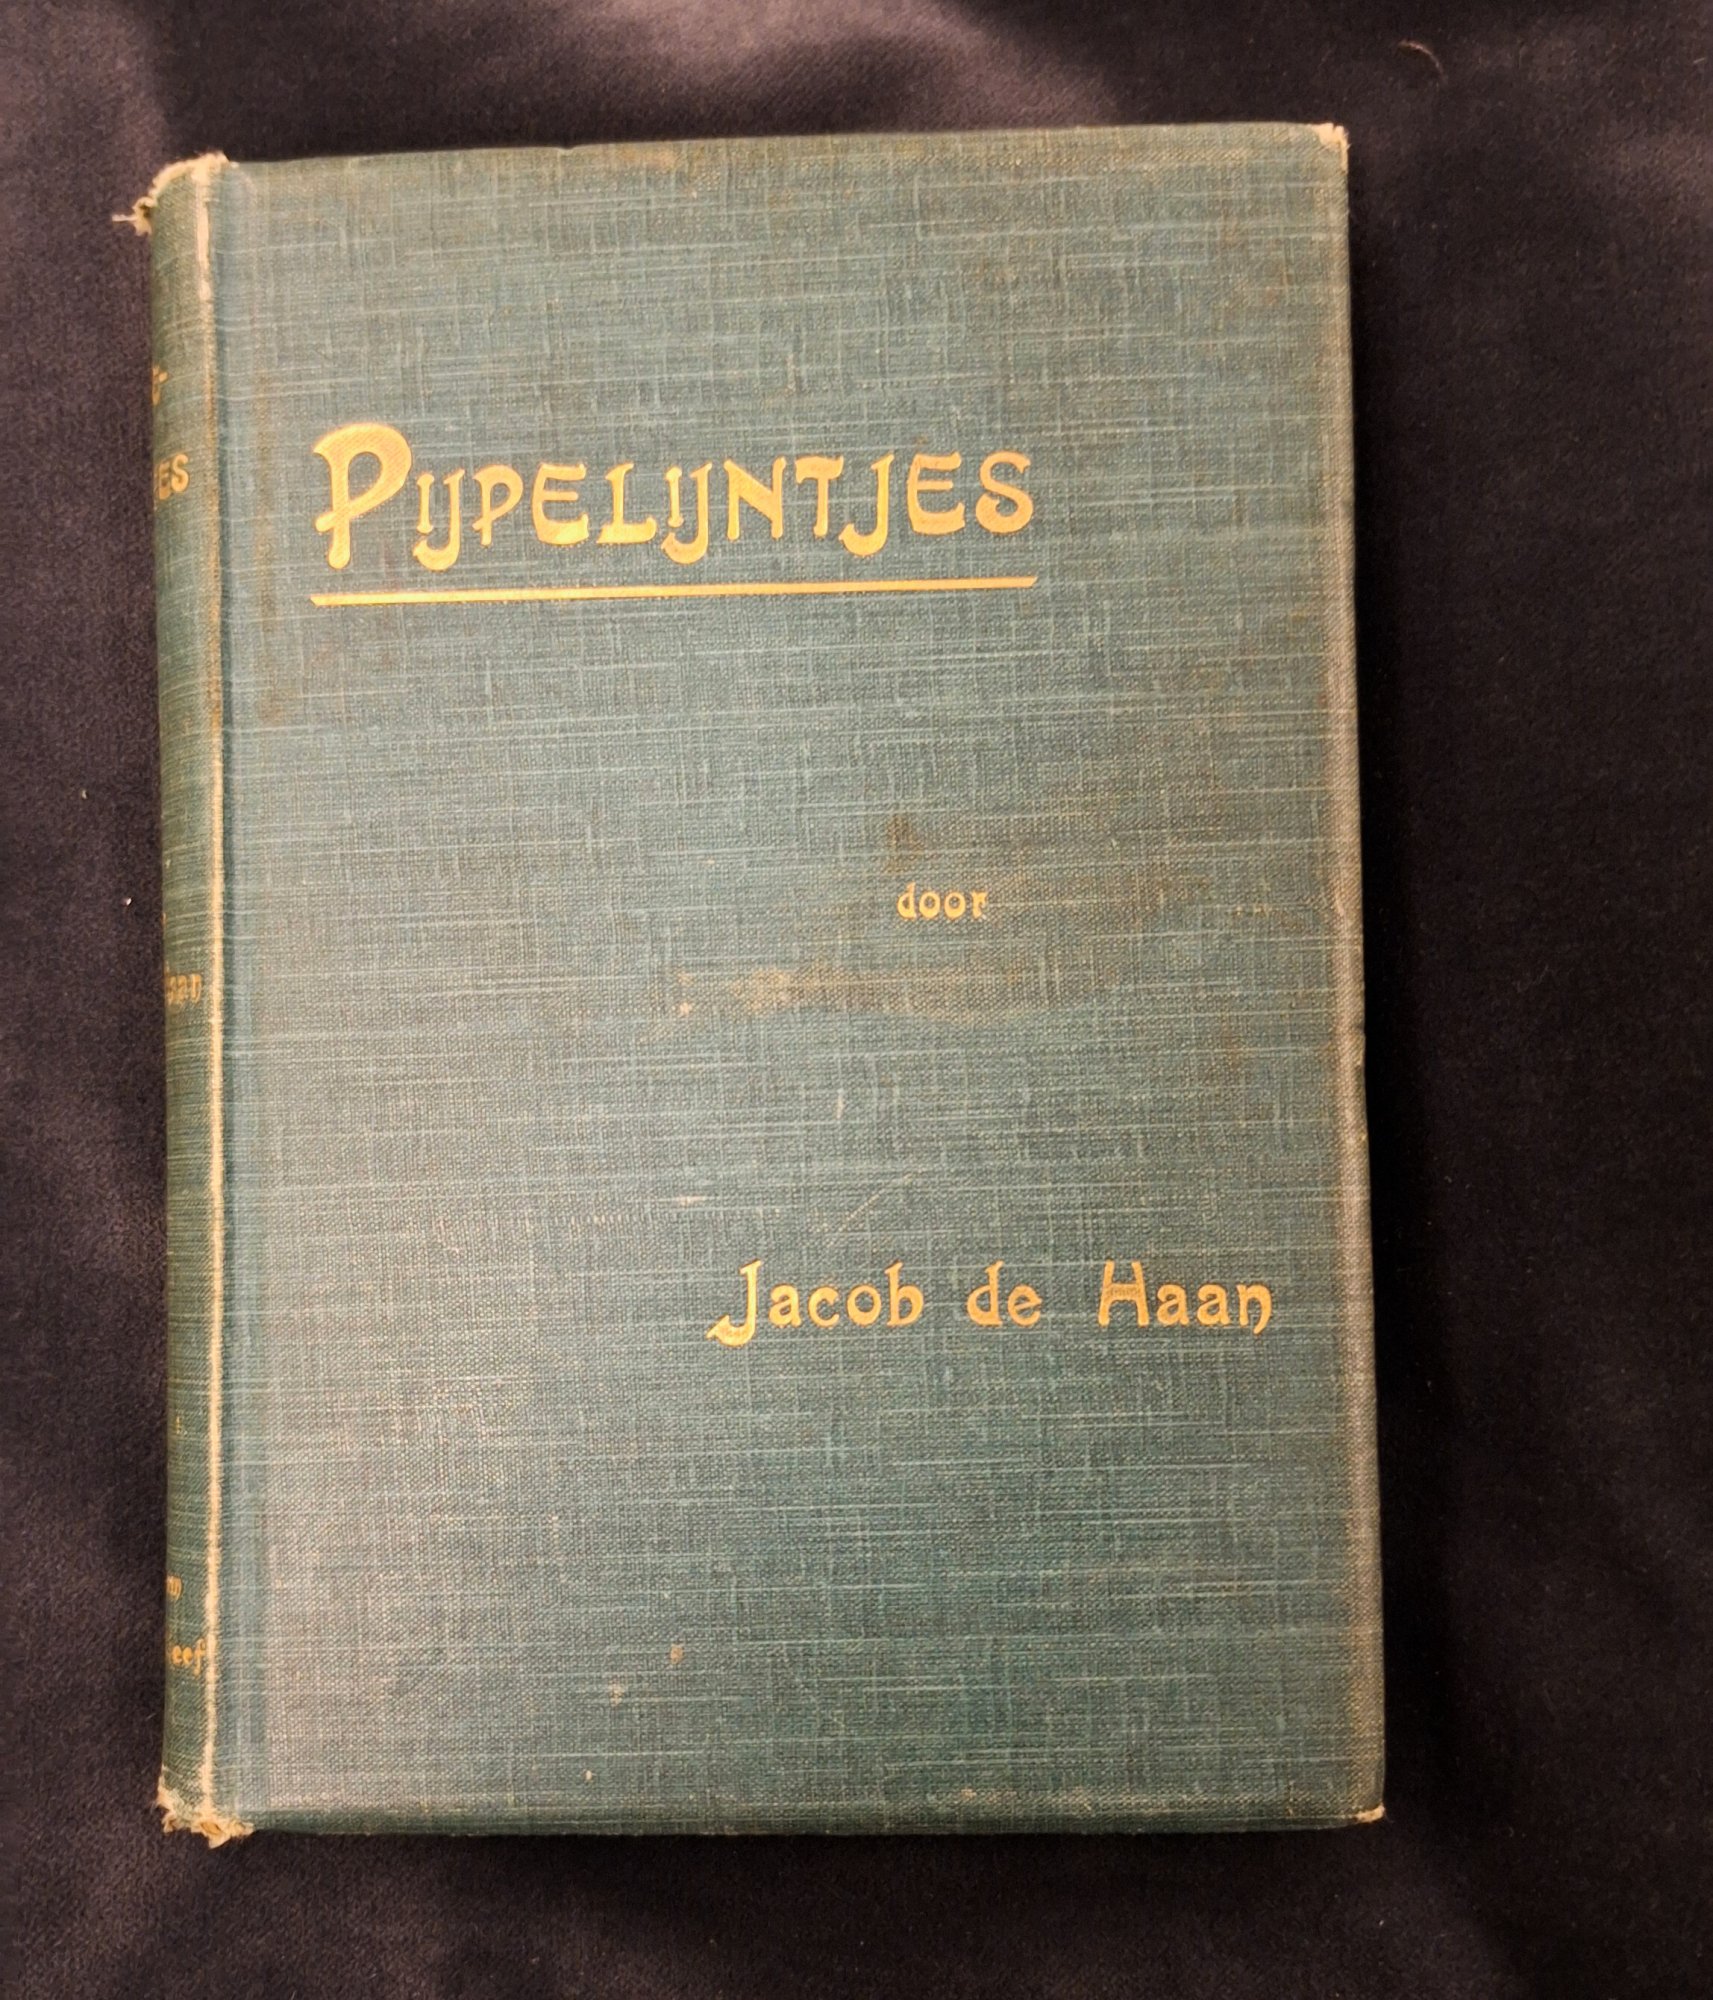 PIJPELIJNTJES
door
Jacob de Haan